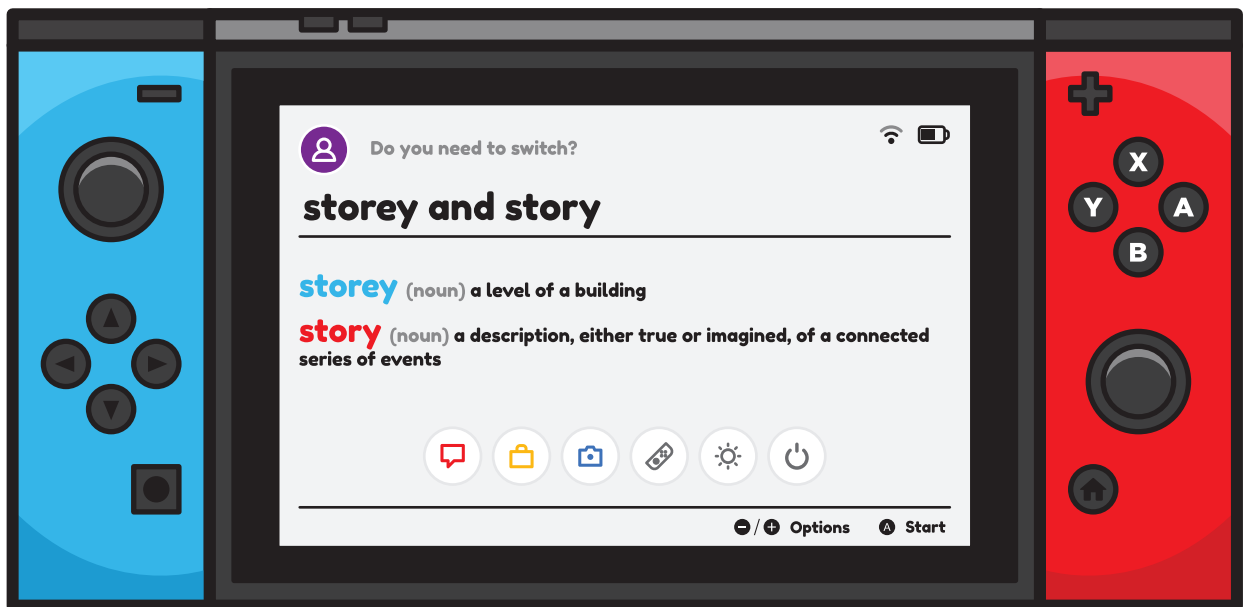 Do you need to switch?
storey and story
storey (noun) a level of a building
story (noun) a description, either true or imagined, of a connected
series of events
X
Y A
B
-/+ Options A Start